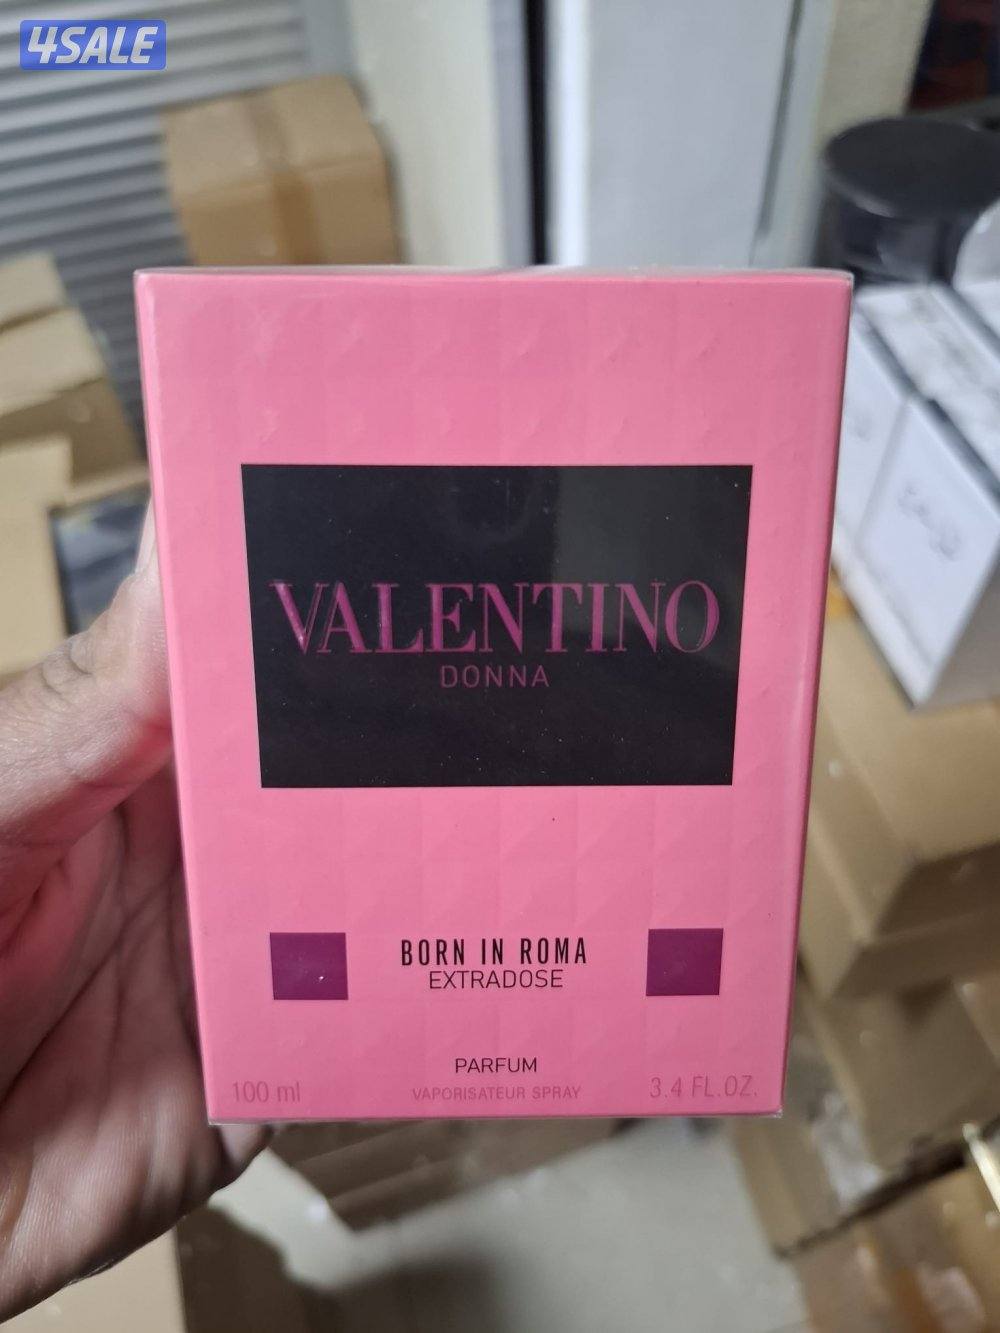 4SALE
VALENTINO
DONNA
BORN IN ROMA
EXTRADOSE
PARFUM
100 ml VAPORISATEUR SPRAY 3.4 FL.OZ.